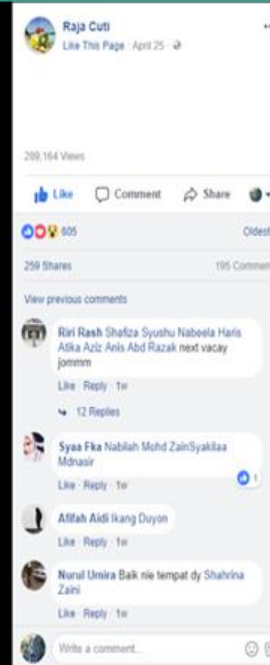 Raja Cuti
Like This Page · April 25 ·
289,164 Views
Like Comment Share
605 Oldest
259 Shares 195 Commen
View previous comments
Riri Rash Shafiza Syushu Nabeela Haris
Atika Aziz Anis Abd Razak next vacay
jommm
Like · Reply · 1w
12 Replies
Syaa Fka Nabilah Mohd ZainSyakilaa
Mdnasir
1
Like · Reply · 1w
Afifah Aidi Ikang Duyon
Like · Reply · 1w
Nurul Umira Baik nie tempat dy Shahrina
Zaini
Like · Reply · 1w
Write a comment...